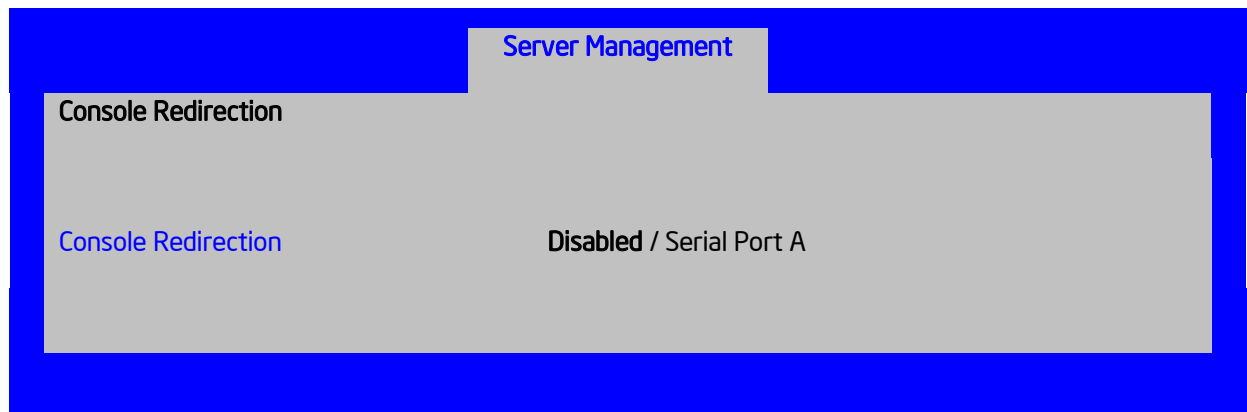 Server Management
Console Redirection
Console Redirection Disabled / Serial Port A